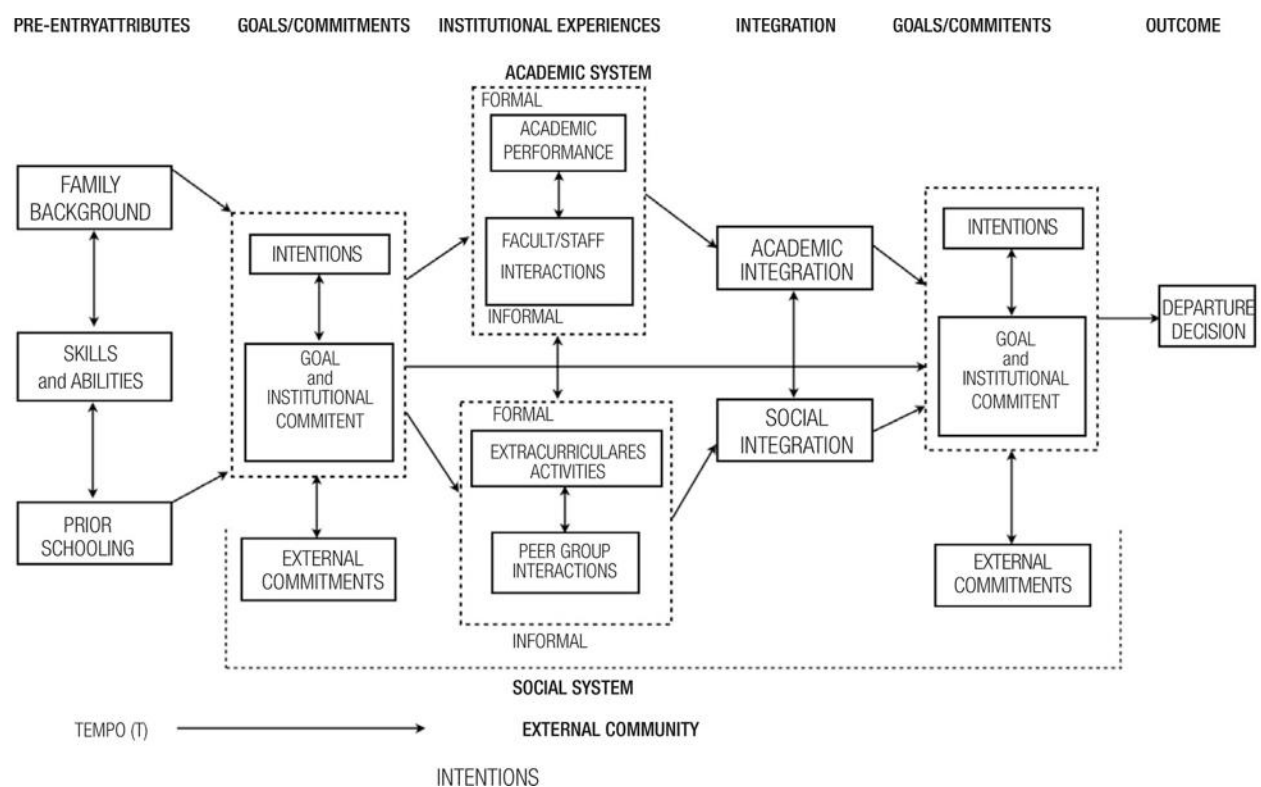 PRE-ENTRYATTRIBUTES
GOALS/COMMITMENTS
INSTITUTIONAL EXPERIENCES
INTEGRATION
GOALS/COMMITENTS
OUTCOME
ACADEMIC SYSTEM
FORMAL
ACADEMIC
PERFORMANCE
FAMILY
BACKGROUND
INTENTIONS
FACULT/STAFF
INTERACTIONS
INFORMAL
ACADEMIC
INTEGRATION
INTENTIONS
DEPARTURE
DECISION
SKILLS
and ABILITIES
GOAL
and
INSTITUTIONAL
COMMITENT
GOAL
and
INSTITUTIONAL
COMMITENT
FORMAL
EXTRACURRICULARES
ACTIVITIES
SOCIAL
INTEGRATION
PRIOR
SCHOOLING
EXTERNAL
COMMITMENTS
PEER GROUP
INTERACTIONS
EXTERNAL
COMMITMENTS
INFORMAL
SOCIAL SYSTEM
TEMPO (T)
EXTERNAL COMMUNITY
INTENTIONS